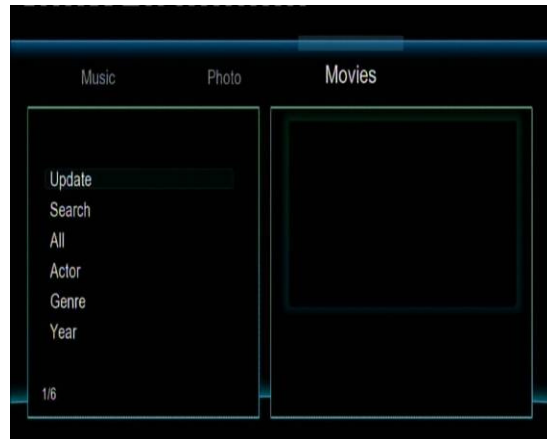 Music Photo Movies
Update
Search
All
Actor
Genre
Year
1/6